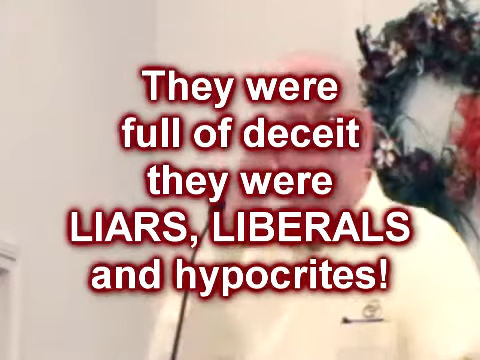 They were
full of deceit
they were
LIARS, LIBERALS
and hypocrites!